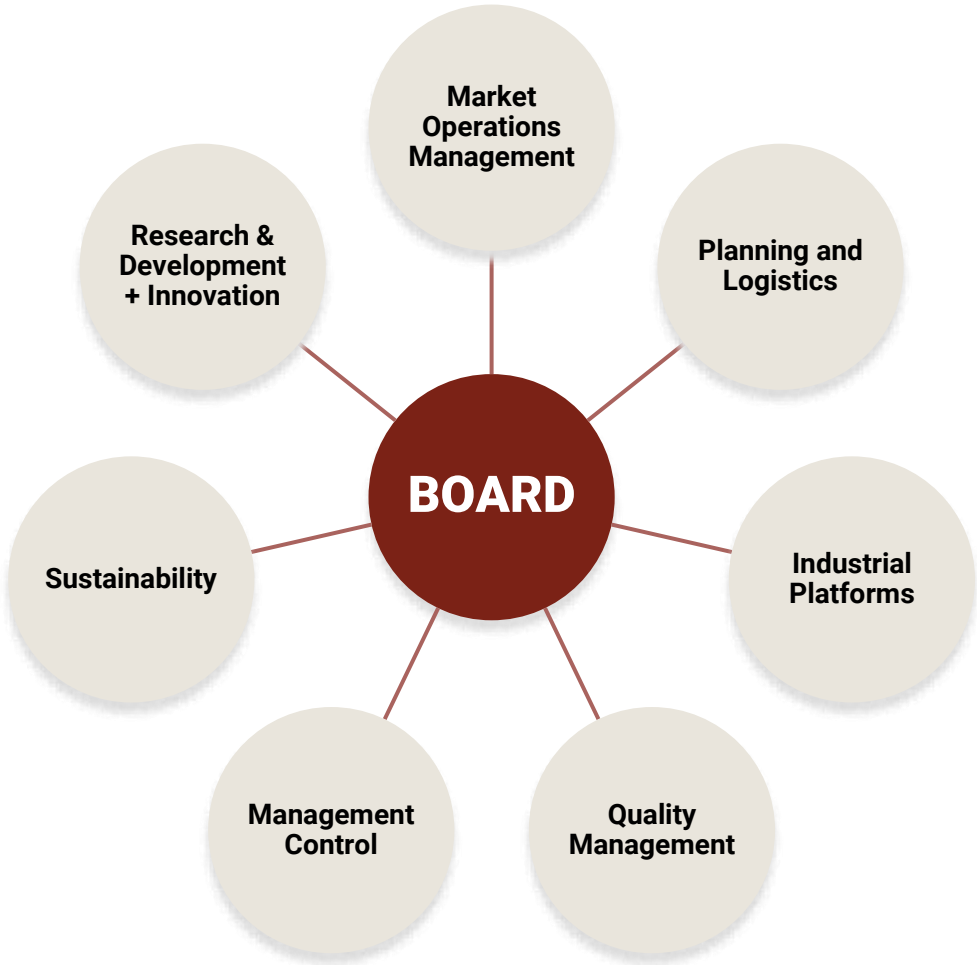 Market
Operations
Management
Research &
Development
+ Innovation
Planning and
Logistics
BOARD
Sustainability
Industrial
Platforms
Management
Control
Quality
Management